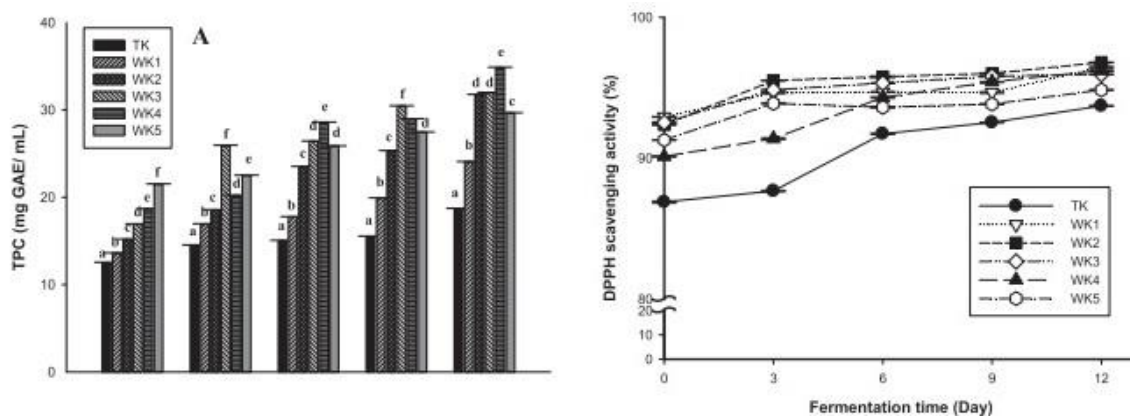 TPC (mg GAE/ mL)
40
30
20
10
0
TK
WK1
WK2
WK3
WK4
WK5
A
a b c d e f
a b c f d e
a b c d e d
a b c f d
a b d d e c
DPPH scavenging activity (%)
100
90
80
20
10
0
TK
WK1
WK2
WK3
WK4
WK5
0 3 6 9 12
Fermentation time (Day)